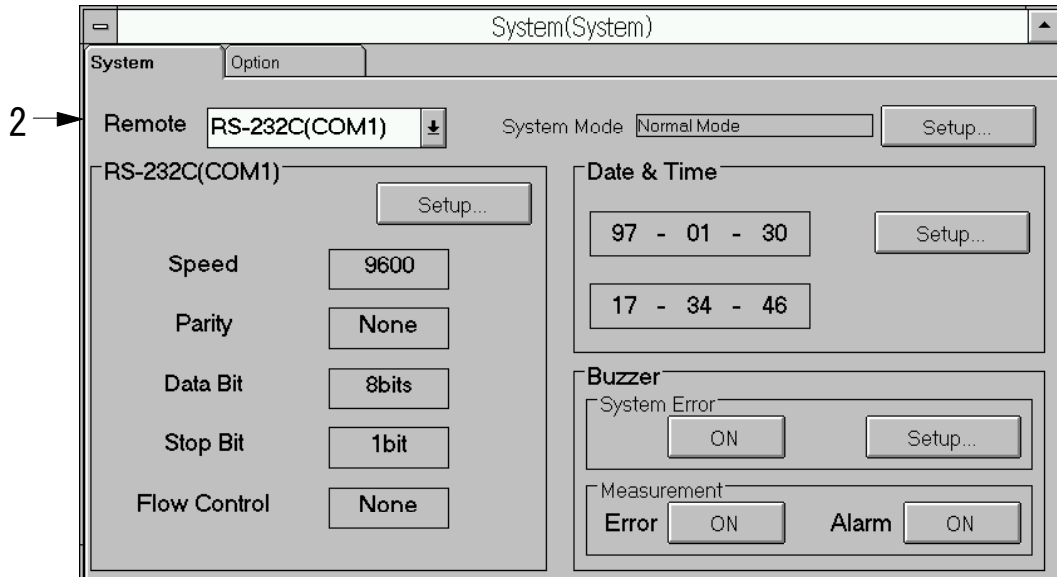 System(System)
System
Option
2
Remote
RS-232C(COM1)
System Mode
Normal Mode
Setup...
RS-232C(COM1)
Setup...
Speed
9600
Parity
None
Data Bit
8bits
Stop Bit
1bit
Flow Control
None
Date & Time
97 - 01 - 30
Setup...
17 - 34 - 46
Buzzer
System Error
ON
Setup...
Measurement
Error
ON
Alarm
ON